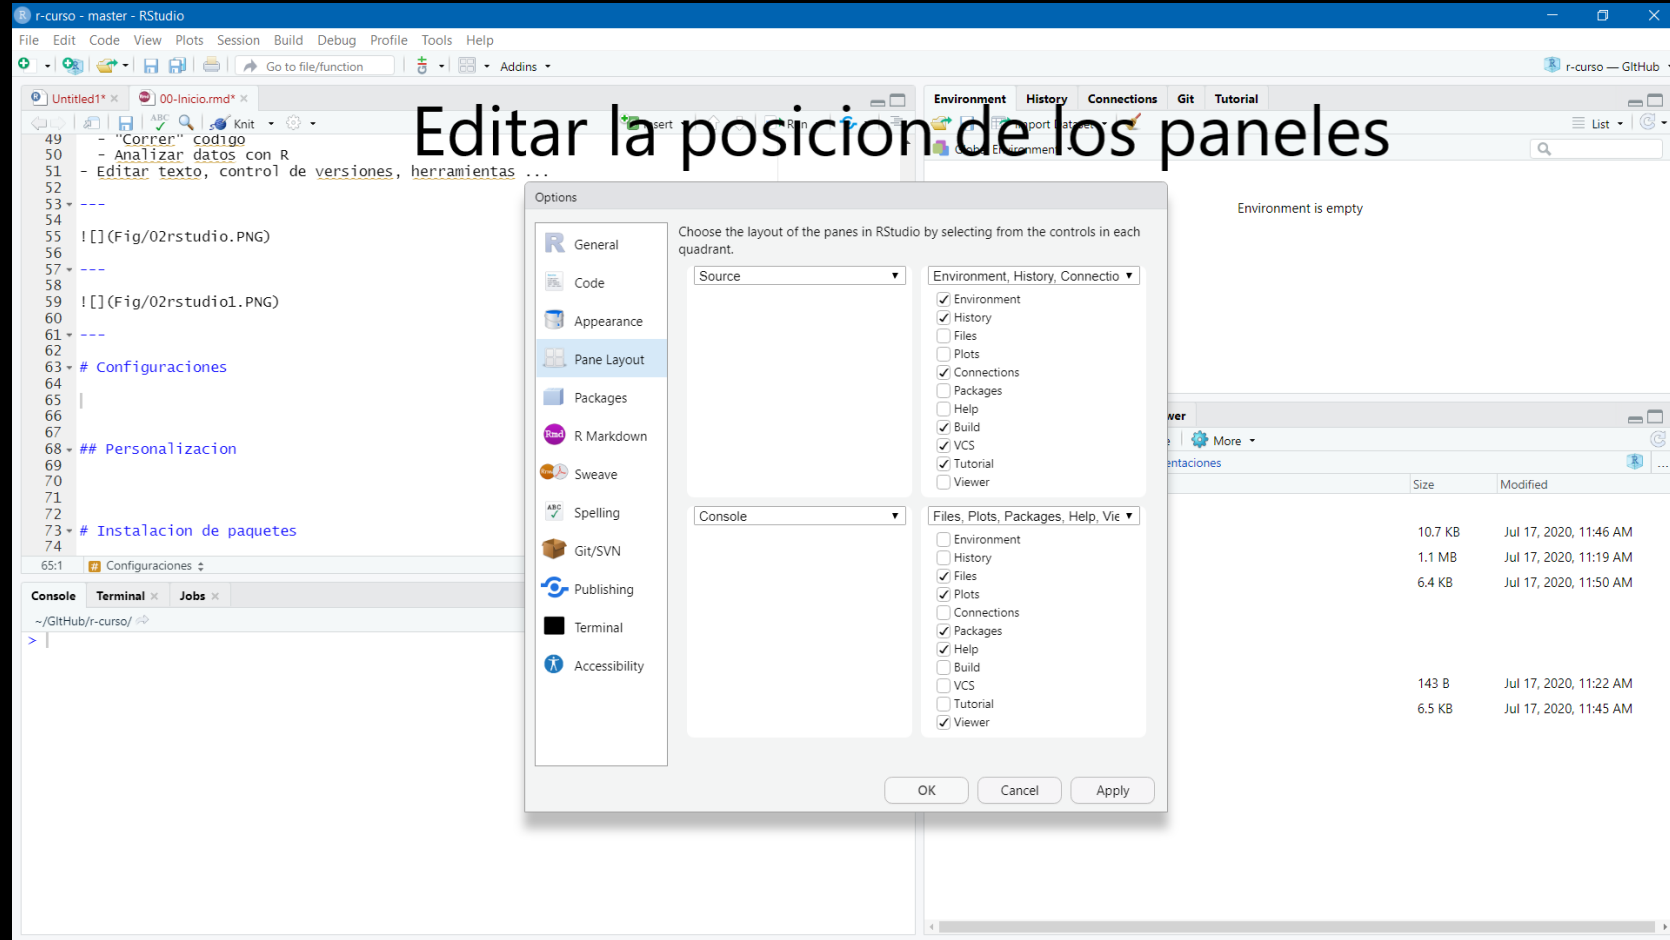 r-curso - master - RStudio
File Edit Code View Plots Session Build Debug Profile Tools Help
Go to file/function Addins r-curso — GItHub
Untitled1* 00-Inicio.rmd*
Environment History Connections Git Tutorial
ABC Knit Insert Run Import Dataset List
Editar la posicion de los paneles
Global Environment
49 - "Correr" codigo
50 - Analizar datos con R
51 - Editar texto, control de versiones, herramientas ...
52
53 ---
54
55 ![](Fig/02rstudio.PNG)
56
57 ---
58
59 ![](Fig/02rstudio1.PNG)
60
61 ---
62
63 # Configuraciones
64
65
66
67
68 ## Personalizacion
69
70
71
72
73 # Instalacion de paquetes
74
65:1 # Configuraciones
Console Terminal Jobs
~/GItHub/r-curso/
>
Options
R General
Code
Appearance
Pane Layout
Packages
Rmd R Markdown
Sweave
ABC Spelling
Git/SVN
Publishing
Terminal
Accessibility
Choose the layout of the panes in RStudio by selecting from the controls in each
quadrant.
Source
Environment, History, Connectio
Environment
History
Files
Plots
Connections
Packages
Help
Build
VCS
Tutorial
Viewer
Console
Files, Plots, Packages, Help, Vie
Environment
History
Files
Plots
Connections
Packages
Help
Build
VCS
Tutorial
Viewer
OK Cancel Apply
Environment is empty
wer
e More
entaciones
R ...
Size Modified
10.7 KB Jul 17, 2020, 11:46 AM
1.1 MB Jul 17, 2020, 11:19 AM
6.4 KB Jul 17, 2020, 11:50 AM
143 B Jul 17, 2020, 11:22 AM
6.5 KB Jul 17, 2020, 11:45 AM